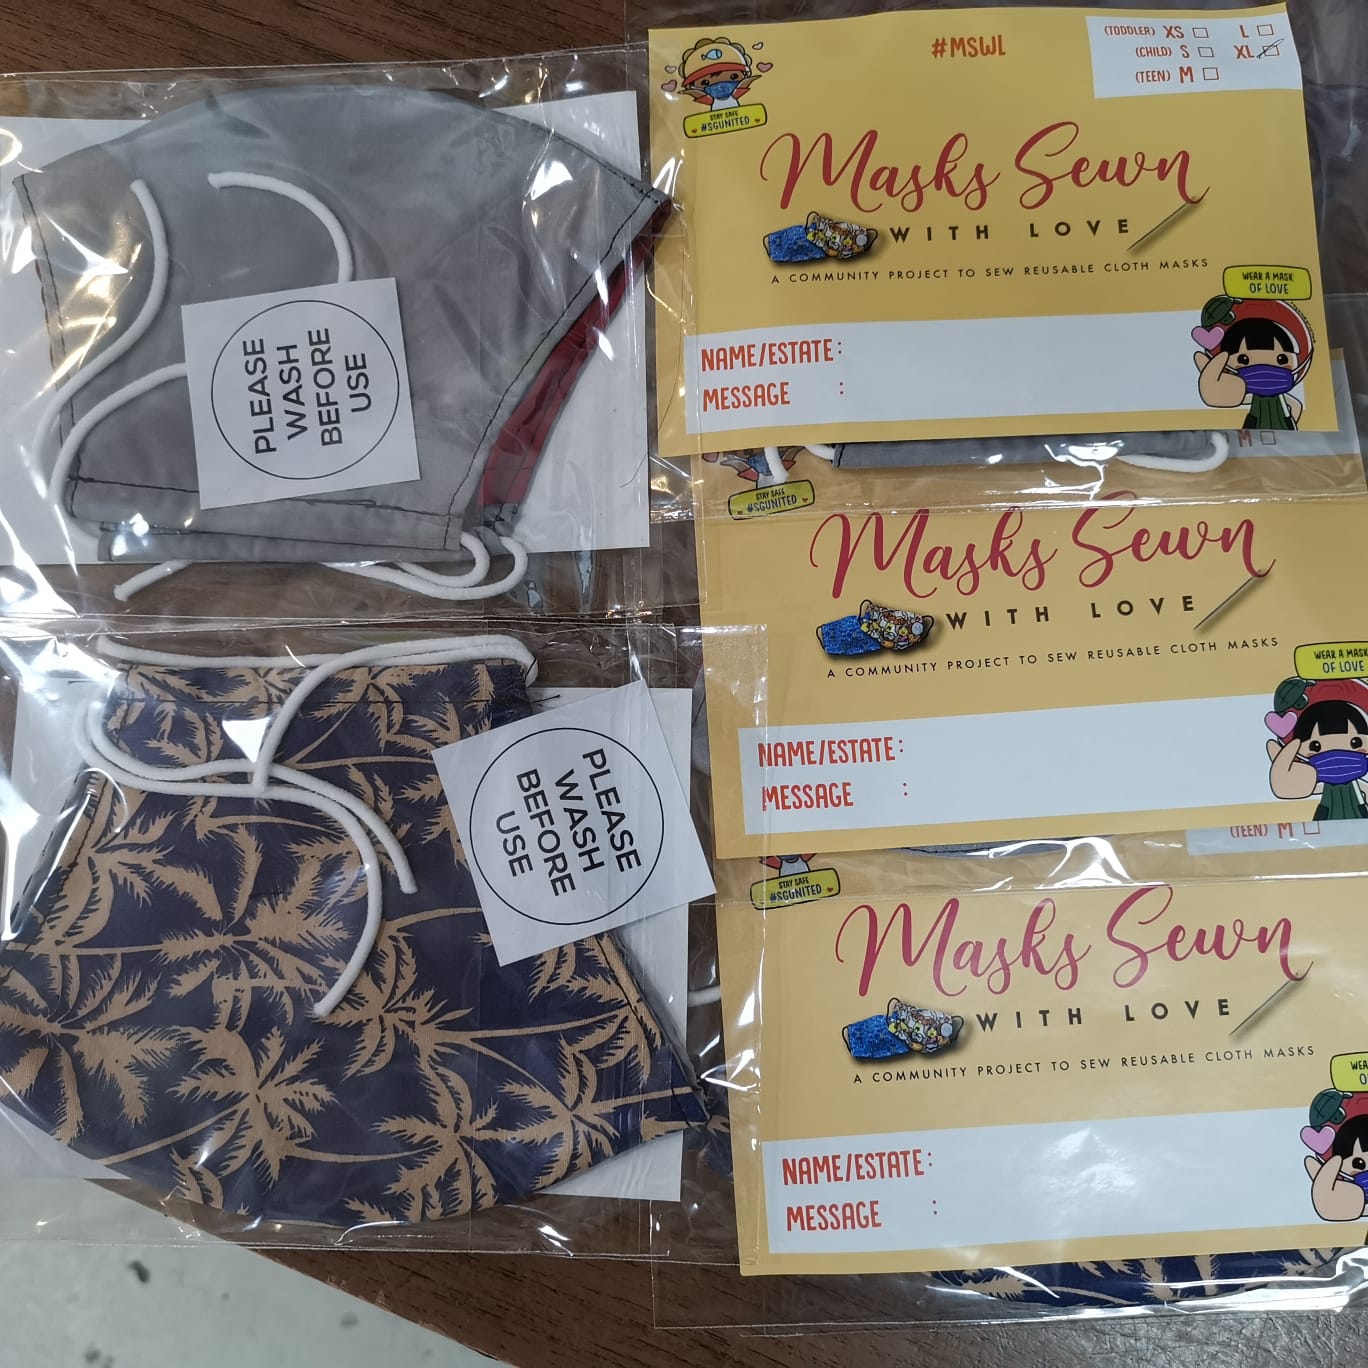 PLEASE
WASH
BEFORE
USE
PLEASE
WASH
BEFORE
USE
#MSWL
(TODDLER) XS L
(CHILD) S XL
(TEEN) M
STAY SAFE
#SGUNITED
Masks Sewn
WITH LOVE
A COMMUNITY PROJECT TO SEW REUSABLE CLOTH MASKS
WEAR A MASK
OF LOVE
NAME/ESTATE:
MESSAGE :
M
STAY SAFE
#SGUNITED
Masks Sewn
WITH LOVE
A COMMUNITY PROJECT TO SEW REUSABLE CLOTH MASKS
WEAR A MASK
OF LOVE
NAME/ESTATE:
MESSAGE :
(TEEN) M
STAY SAFE
#SGUNITED
Masks Sewn
WITH LOVE
A COMMUNITY PROJECT TO SEW REUSABLE CLOTH MASKS
WEA
O
NAME/ESTATE:
MESSAGE :